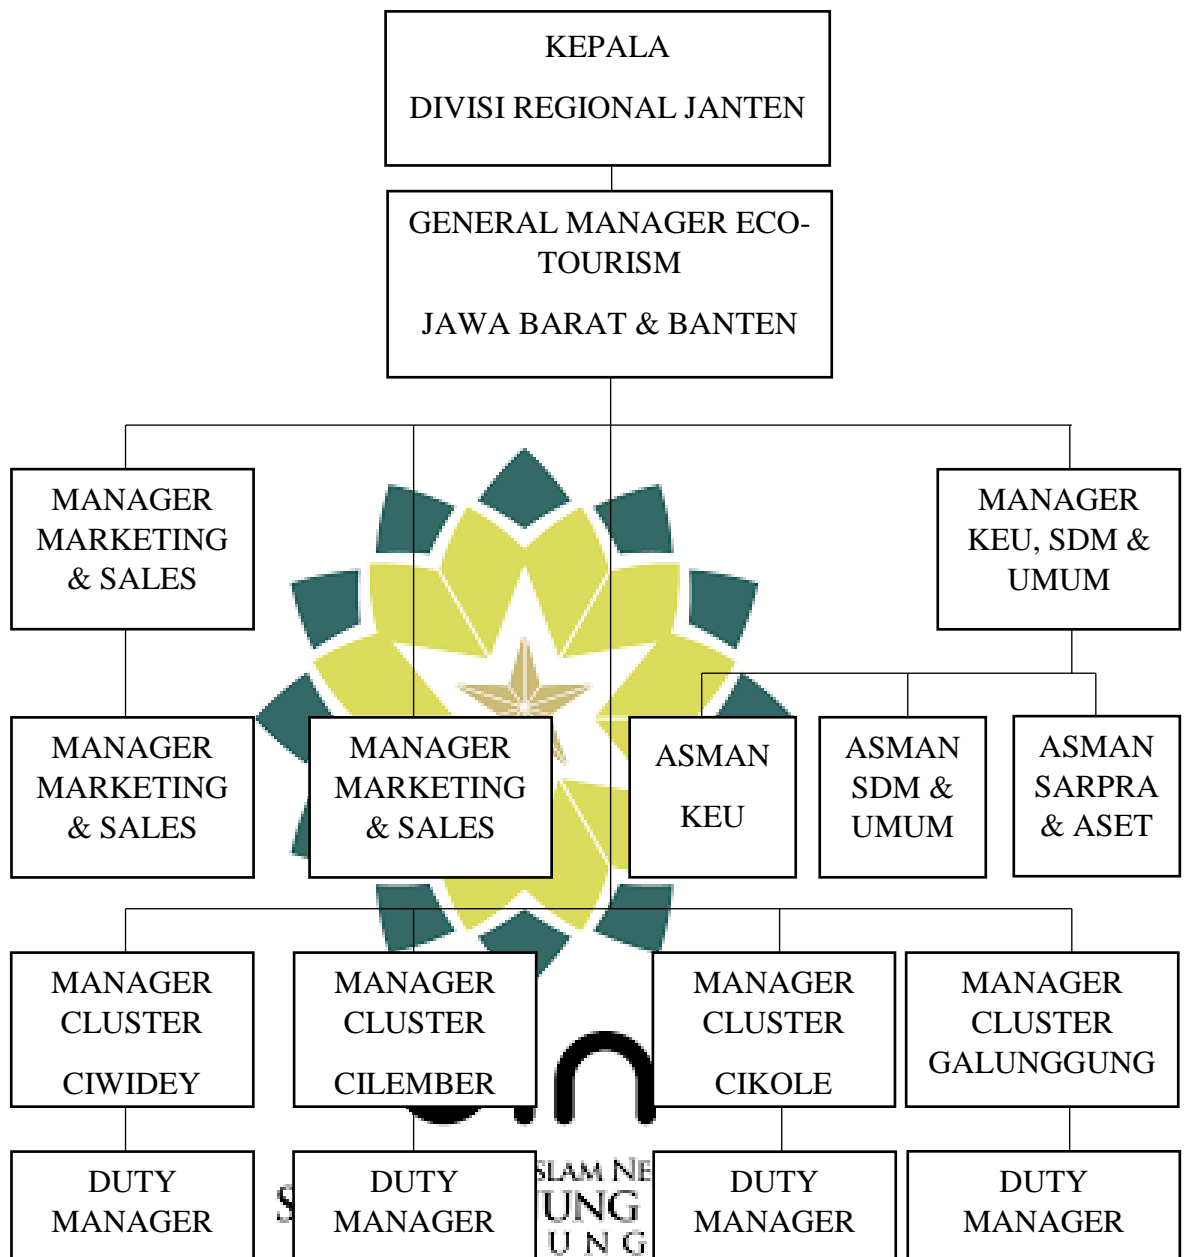 KEPALA
DIVISI REGIONAL JANTEN
GENERAL MANAGER ECO-
TOURISM
JAWA BARAT & BANTEN
MANAGER
MARKETING
& SALES
MANAGER
KEU, SDM &
UMUM
MANAGER
MARKETING
& SALES
MANAGER
MARKETING
& SALES
ASMAN
KEU
ASMAN
SDM &
UMUM
ASMAN
SARPRA
& ASET
MANAGER
CLUSTER
CIWIDEY
MANAGER
CLUSTER
CILEMBER
MANAGER
CLUSTER
CIKOLE
MANAGER
CLUSTER
GALUNGGUNG
DUTY
MANAGER
DUTY
MANAGER
DUTY
MANAGER
DUTY
MANAGER